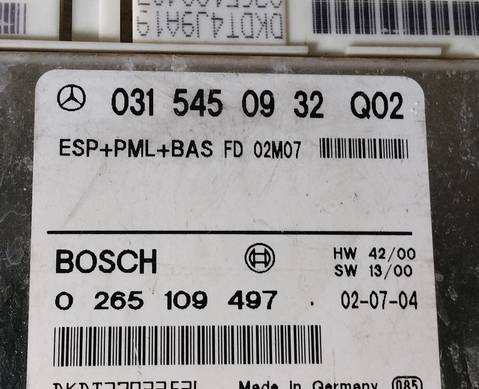 DKDT4J9A19
031 545 09 32 Q02
ESP+PML+BAS FD 02M07
BOSCH
HW 42/00
SW 13/00
0 265 109 497 . 02-07-04
Made in Germany 085